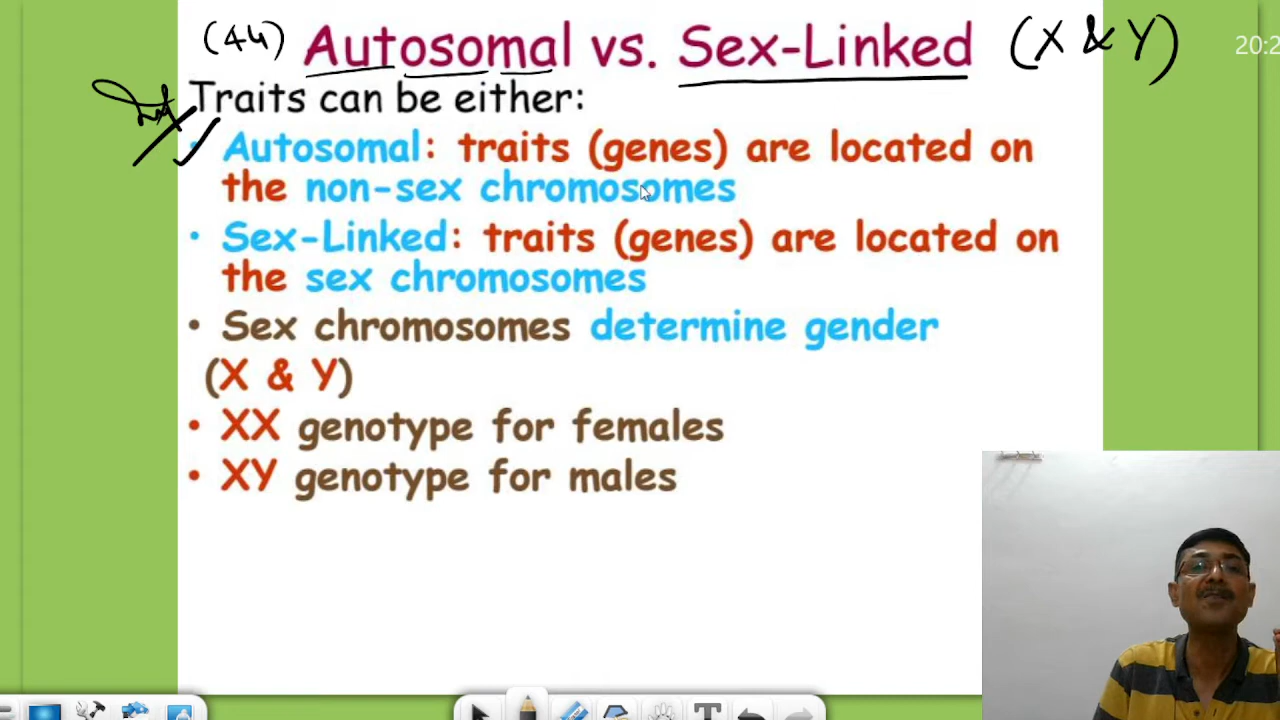 (44) Autosomal vs. Sex-Linked (X & Y)
20:2
Traits can be either:
• Autosomal: traits (genes) are located on
the non-sex chromosomes
• Sex-Linked: traits (genes) are located on
the sex chromosomes
• Sex chromosomes determine gender
(X & Y)
• XX genotype for females
• XY genotype for males
T